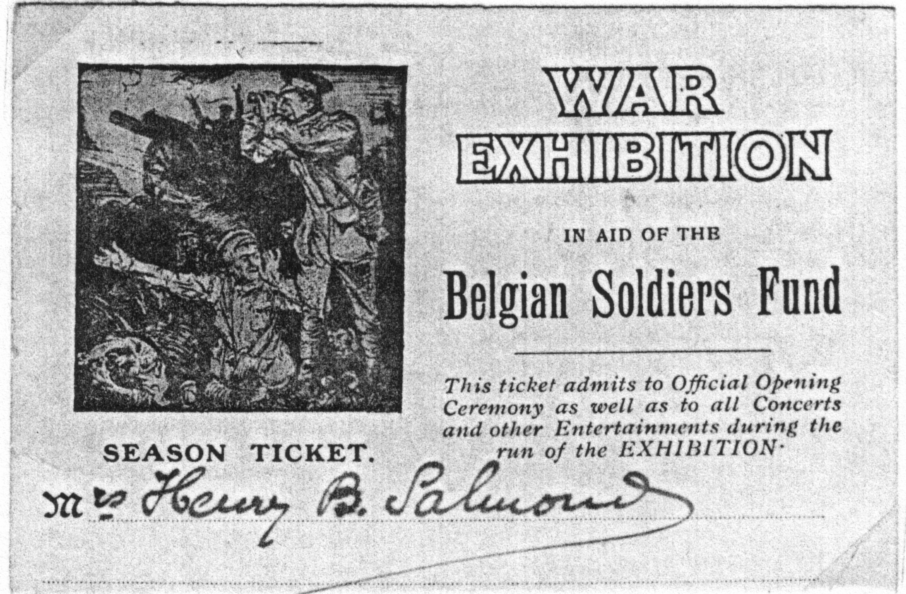 WAR
EXHIBITION
IN AID OF THE
Belgian Soldiers Fund
This ticket admits to Official Opening
Ceremony as well as to all Concerts
and other Entertainments during the
run of the EXHIBITION·
SEASON TICKET.
Mrs Henry B. Salmond